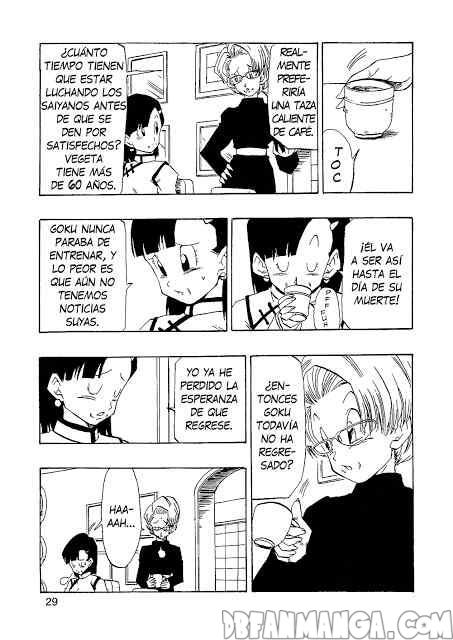 ¿CUÁNTO
TIEMPO TIENEN
QUE ESTAR
LUCHANDO LOS
SAIYANOS ANTES
DE QUE SE
DEN POR
SATISFECHOS?
VEGETA
TIENE MÁS
DE 60 AÑOS.
REAL-
MENTE
PREFE-
RIRÍA
UNA TAZA
CALIENTE
DE CAFÉ.
TOC
GOKU NUNCA
PARABA DE
ENTRENAR, Y
LO PEOR ES
QUE AÚN NO
TENEMOS
NOTICIAS
SUYAS.
¡ÉL VA
A SER ASÍ
HASTA EL
DÍA DE SU
MUERTE!
PFFUH
YO YA HE
PERDIDO LA
ESPERANZA
DE QUE
REGRESE.
¿EN-
TONCES
GOKU
TODAVÍA
NO HA
REGRE-
SADO?
HAA-
AAH...
29
DBFANMANGA.COM